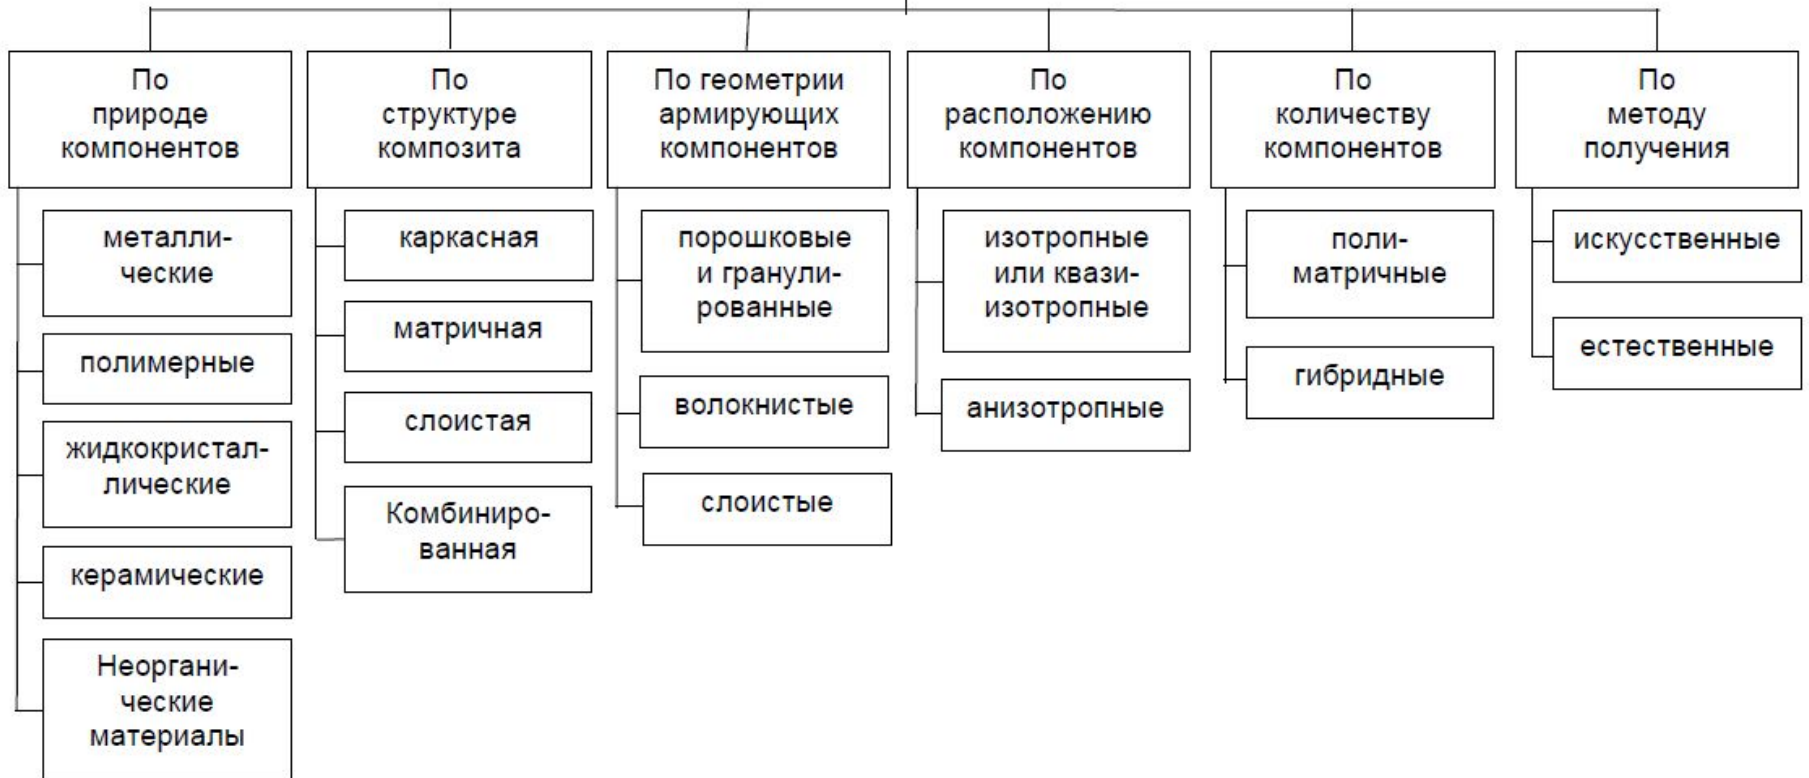 По
природе
компонентов
металли-
ческие
полимерные
жидкокристал-
лические
керамические
Неоргани-
ческие
материалы
По
структуре
композита
каркасная
матричная
слоистая
Комбиниро-
ванная
По геометрии
армирующих
компонентов
порошковые
и гранули-
рованные
волокнистые
слоистые
По
расположению
компонентов
изотропные
или квази-
изотропные
анизотропные
По
количеству
компонентов
поли-
матричные
гибридные
По
методу
получения
искусственные
естественные